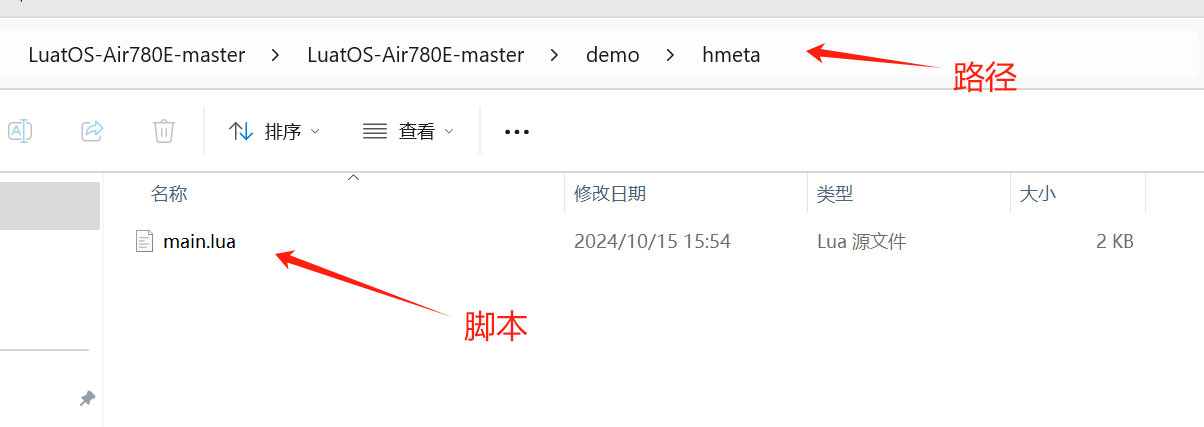 LuatOS-Air780E-master > LuatOS-Air780E-master > demo > hmeta
路径
A 排序 查看 •••
名称 修改日期 类型 大小
main.lua 2024/10/15 15:54 Lua 源文件 2 KB
脚本